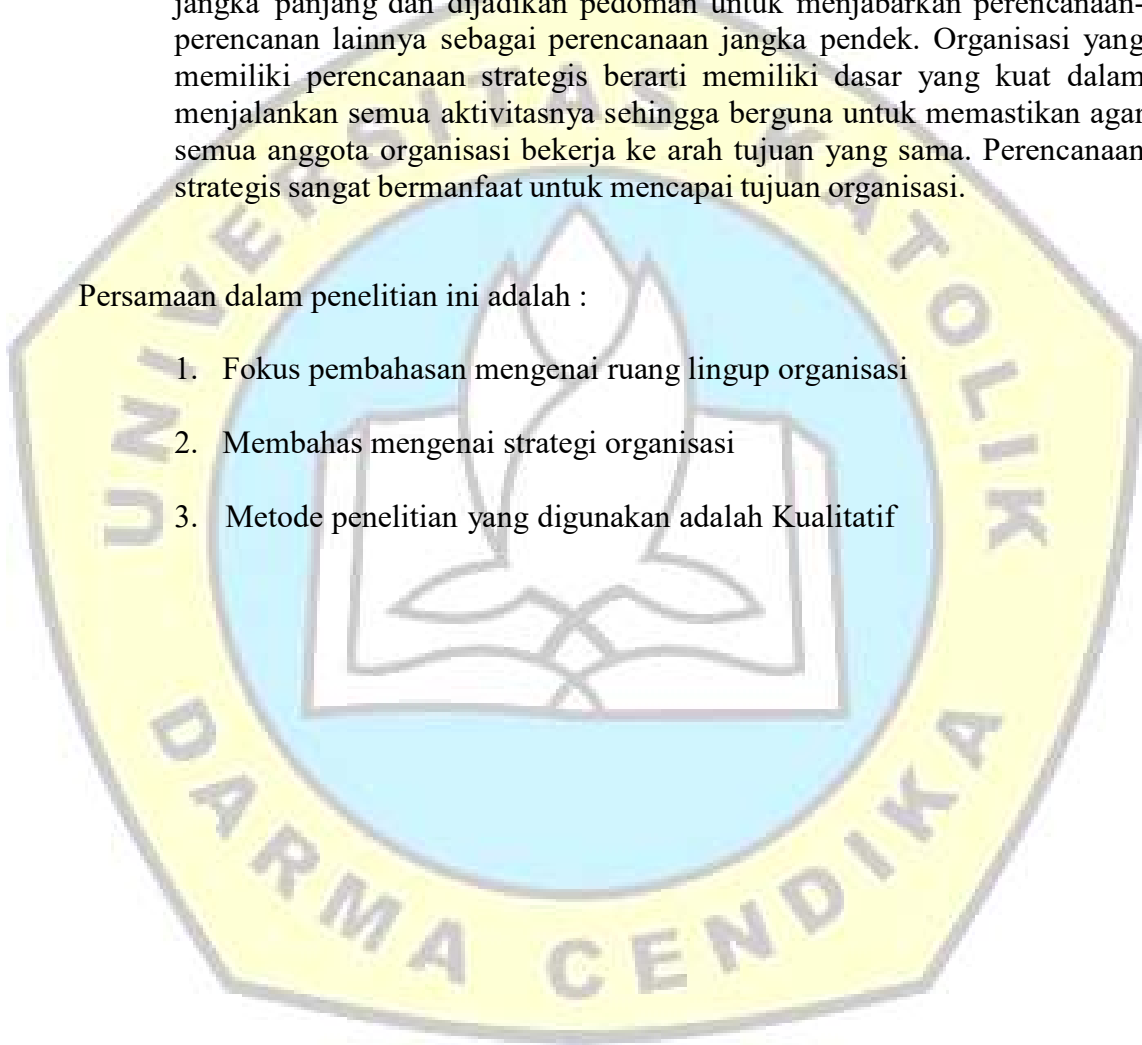 jangka panjang dan dijadikan pedoman untuk menjabarkan perencanaan-
perencanan lainnya sebagai perencanaan jangka pendek. Organisasi yang
memiliki perencanaan strategis berarti memiliki dasar yang kuat dalam
menjalankan semua aktivitasnya sehingga berguna untuk memastikan agar
semua anggota organisasi bekerja ke arah tujuan yang sama. Perencanaan
strategis sangat bermanfaat untuk mencapai tujuan organisasi.
Persamaan dalam penelitian ini adalah :
1. Fokus pembahasan mengenai ruang lingup organisasi
2. Membahas mengenai strategi organisasi
3. Metode penelitian yang digunakan adalah Kualitatif
UNIVERSITAS KATOLIK
DARMA CENDIKA